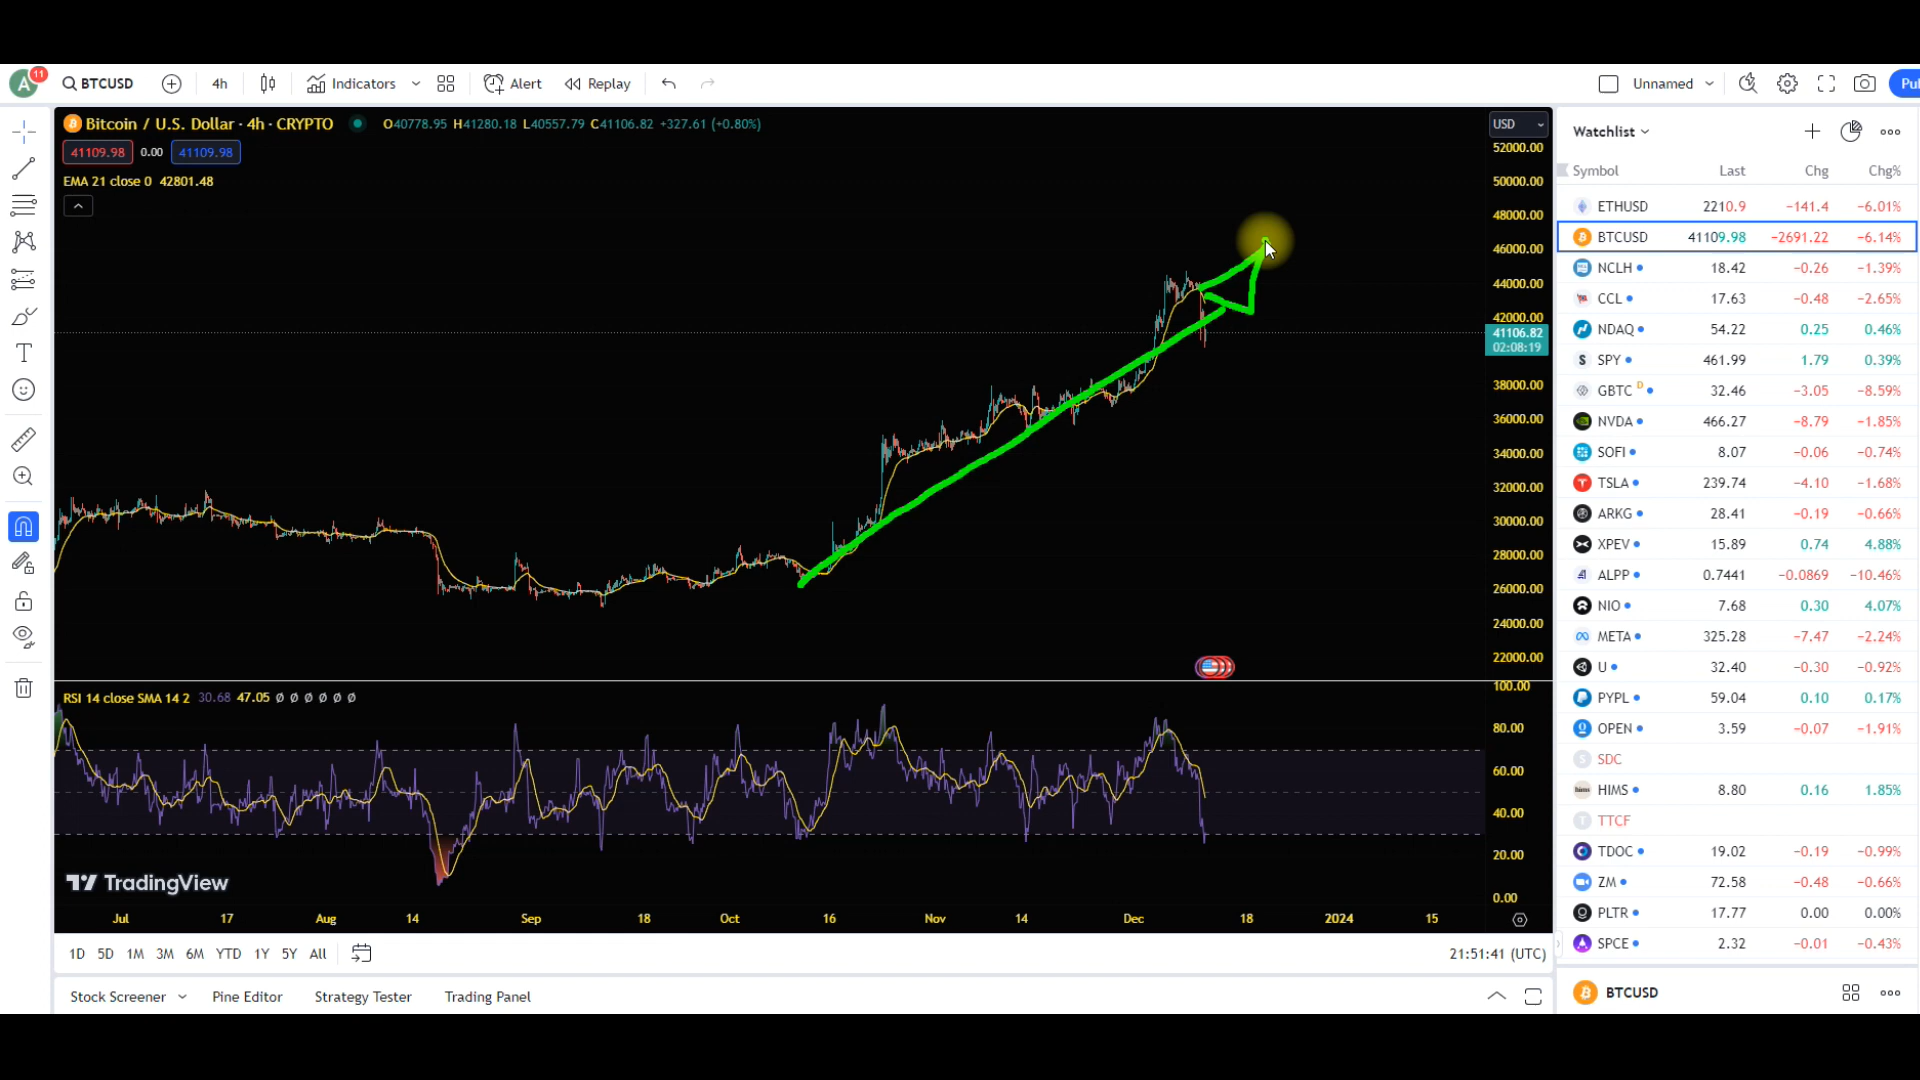 A 11 BTCUSD 4h Indicators Alert Replay Unnamed Pul
Bitcoin / U.S. Dollar · 4h · CRYPTO O40778.95 H41280.18 L40557.79 C41106.82 +327.61 (+0.80%)
41109.98 0.00 41109.98
EMA 21 close 0 42801.48
USD
52000.00
50000.00
48000.00
46000.00
44000.00
42000.00
41106.82
02:08:19
38000.00
36000.00
34000.00
32000.00
30000.00
28000.00
26000.00
24000.00
22000.00
RSI 14 close SMA 14 2 30.68 47.05 Ø Ø Ø Ø Ø Ø
100.00
80.00
60.00
40.00
20.00
0.00
TradingView
Jul 17 Aug 14 Sep 18 Oct 16 Nov 14 Dec 18 2024 15
1D 5D 1M 3M 6M YTD 1Y 5Y All 21:51:41 (UTC)
Stock Screener Pine Editor Strategy Tester Trading Panel
Watchlist
Symbol Last Chg Chg%
ETHUSD 2210.9 −141.4 −6.01%
BTCUSD 41109.98 −2691.22 −6.14%
NCLH 18.42 −0.26 −1.39%
CCL 17.63 −0.48 −2.65%
NDAQ 54.22 0.25 0.46%
S SPY 461.99 1.79 0.39%
GBTC D 32.46 −3.05 −8.59%
NVDA 466.27 −8.79 −1.85%
SOFI 8.07 −0.06 −0.74%
TSLA 239.74 −4.10 −1.68%
ARKG 28.41 −0.19 −0.66%
XPEV 15.89 0.74 4.88%
ALPP 0.7441 −0.0869 −10.46%
NIO 7.68 0.30 4.07%
META 325.28 −7.47 −2.24%
U 32.40 −0.30 −0.92%
PYPL 59.04 0.10 0.17%
OPEN 3.59 −0.07 −1.91%
S SDC
hims HIMS 8.80 0.16 1.85%
T TTCF
TDOC 19.02 −0.19 −0.99%
ZM 72.58 −0.48 −0.66%
PLTR 17.77 0.00 0.00%
SPCE 2.32 −0.01 −0.43%
BTCUSD